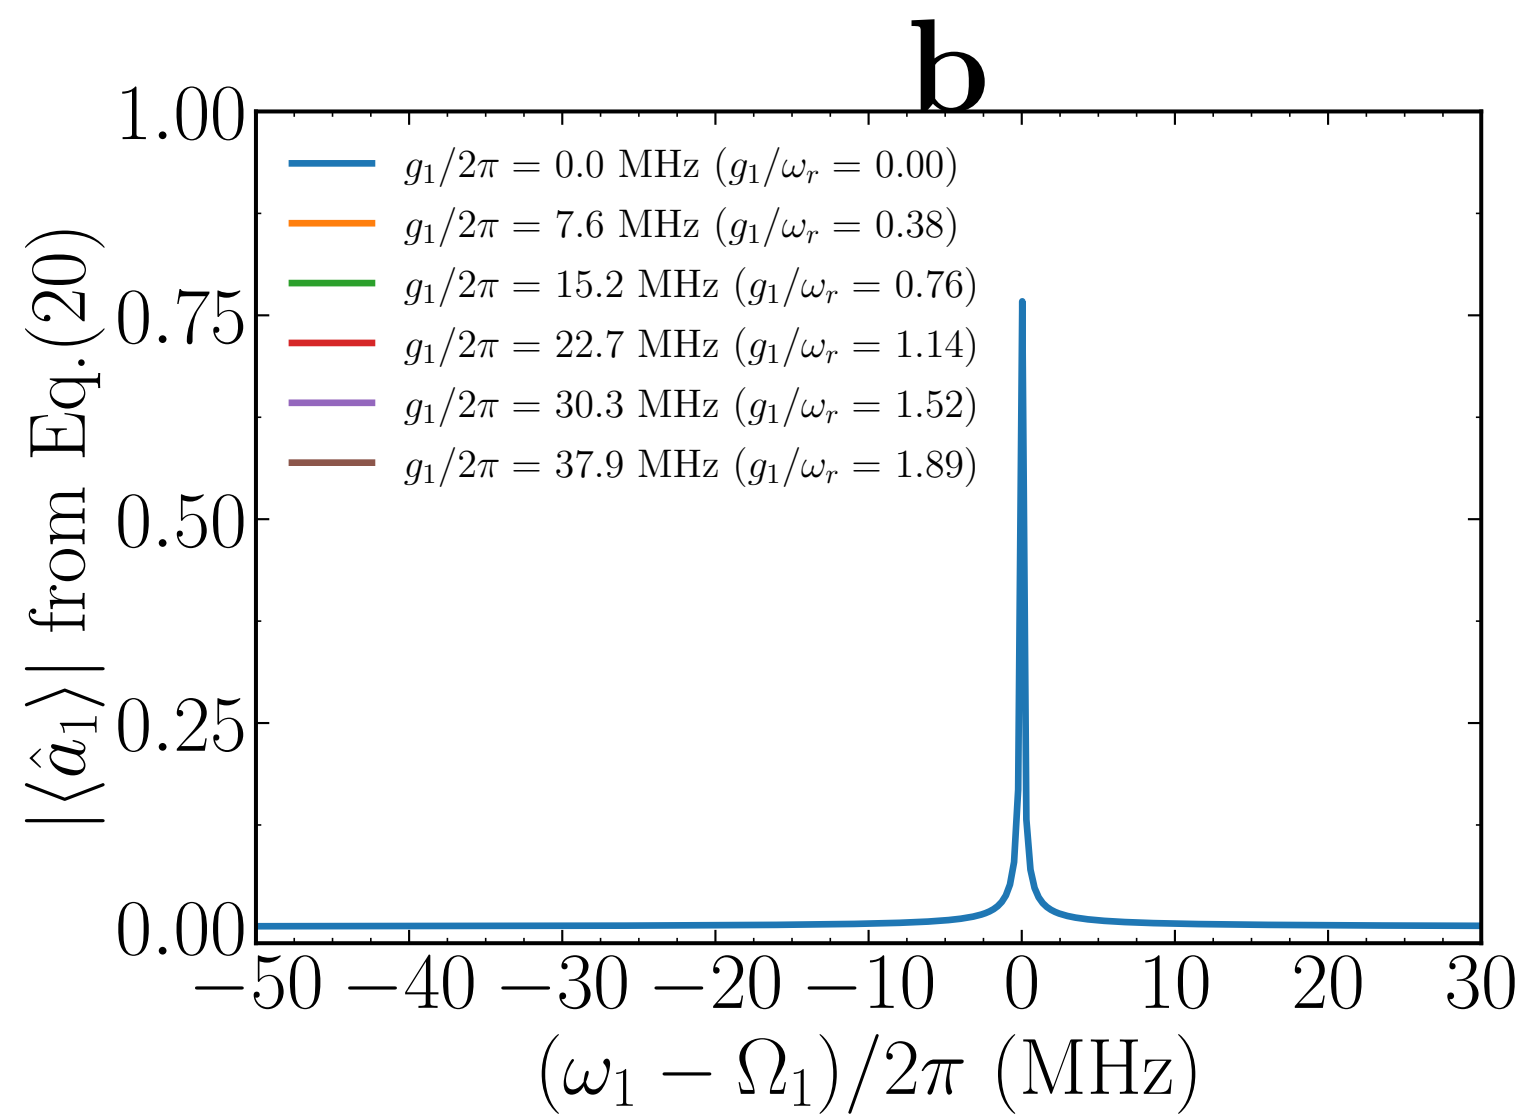 b
|⟨â₁⟩| from Eq.(20)
1.00
0.75
0.50
0.25
0.00
g₁/2π = 0.0 MHz (g₁/ωᵣ = 0.00)
g₁/2π = 7.6 MHz (g₁/ωᵣ = 0.38)
g₁/2π = 15.2 MHz (g₁/ωᵣ = 0.76)
g₁/2π = 22.7 MHz (g₁/ωᵣ = 1.14)
g₁/2π = 30.3 MHz (g₁/ωᵣ = 1.52)
g₁/2π = 37.9 MHz (g₁/ωᵣ = 1.89)
−50 −40 −30 −20 −10 0 10 20 30
(ω₁ − Ω₁)/2π (MHz)